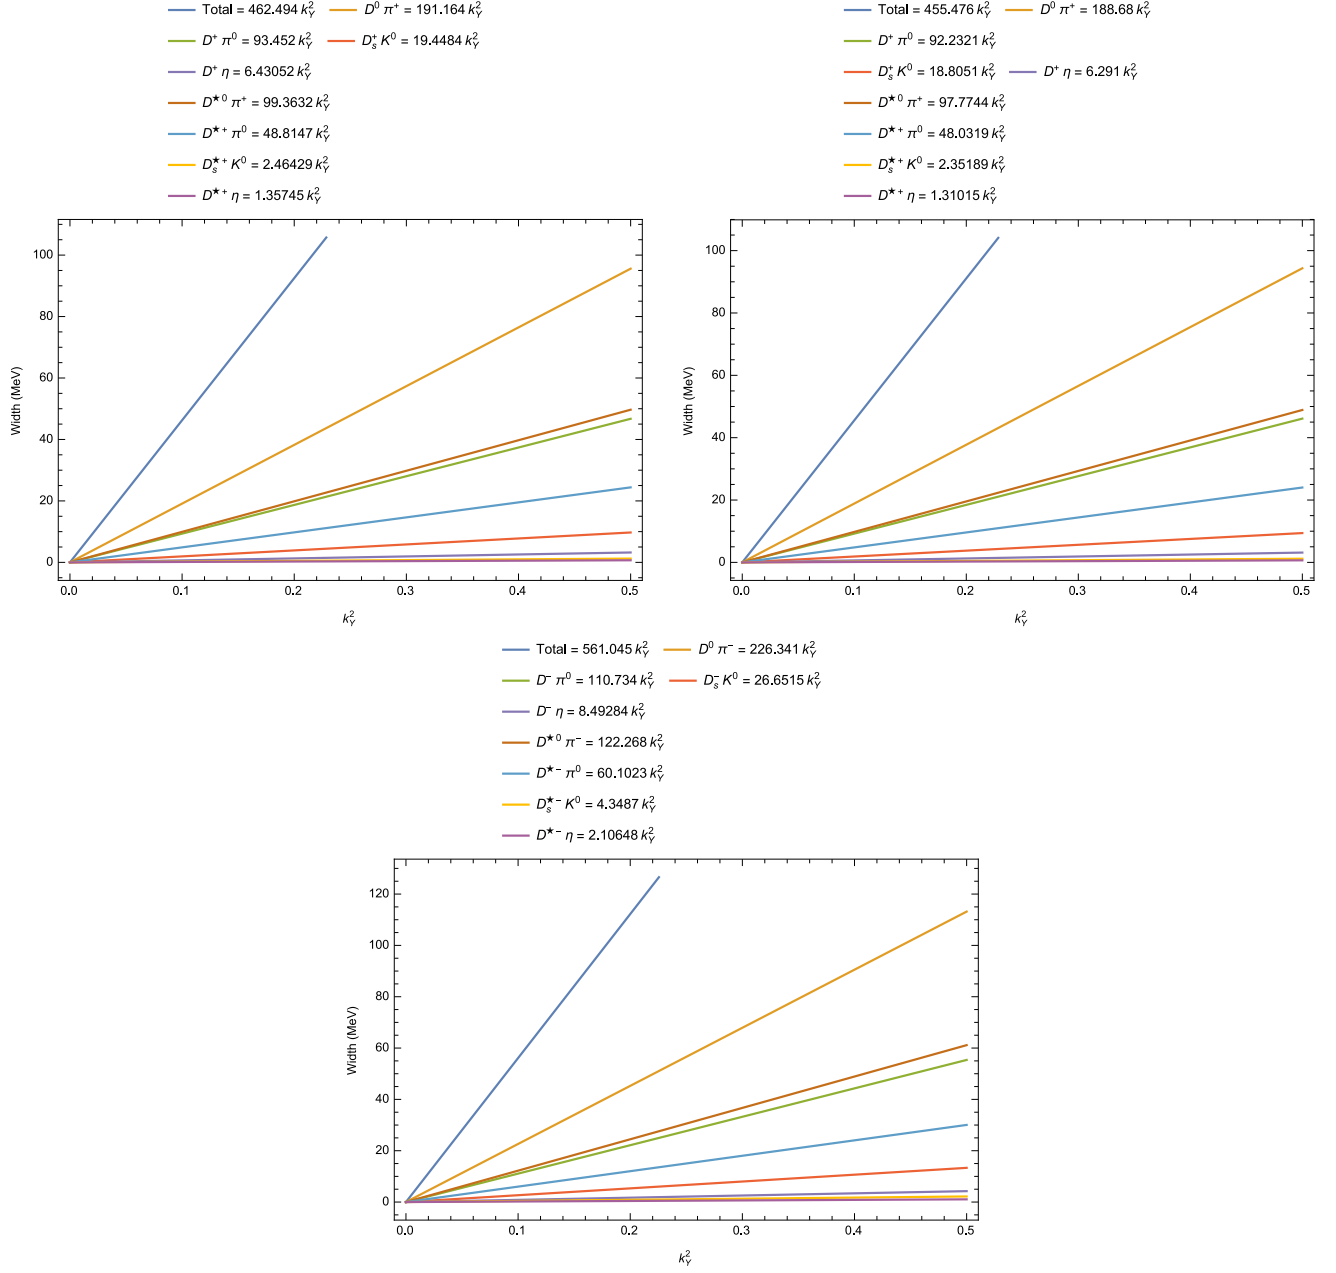 Total = 462.494 k_Y^2 D^0 π^+ = 191.164 k_Y^2
D^+ π^0 = 93.452 k_Y^2 D_s^+ K^0 = 19.4484 k_Y^2
D^+ η = 6.43052 k_Y^2
D^{★0} π^+ = 99.3632 k_Y^2
D^{★+} π^0 = 48.8147 k_Y^2
D_s^{★+} K^0 = 2.46429 k_Y^2
D^{★+} η = 1.35745 k_Y^2
Width (MeV)
100
80
60
40
20
0
0.0 0.1 0.2 0.3 0.4 0.5
k_Y^2
Total = 455.476 k_Y^2 D^0 π^+ = 188.68 k_Y^2
D^+ π^0 = 92.2321 k_Y^2
D_s^+ K^0 = 18.8051 k_Y^2 D^+ η = 6.291 k_Y^2
D^{★0} π^+ = 97.7744 k_Y^2
D^{★+} π^0 = 48.0319 k_Y^2
D_s^{★+} K^0 = 2.35189 k_Y^2
D^{★+} η = 1.31015 k_Y^2
Width (MeV)
100
80
60
40
20
0
0.0 0.1 0.2 0.3 0.4 0.5
k_Y^2
Total = 561.045 k_Y^2 D^0 π^- = 226.341 k_Y^2
D^- π^0 = 110.734 k_Y^2 D_s^- K^0 = 26.6515 k_Y^2
D^- η = 8.49284 k_Y^2
D^{★0} π^- = 122.268 k_Y^2
D^{★-} π^0 = 60.1023 k_Y^2
D_s^{★-} K^0 = 4.3487 k_Y^2
D^{★-} η = 2.10648 k_Y^2
Width (MeV)
120
100
80
60
40
20
0
0.0 0.1 0.2 0.3 0.4 0.5
k_Y^2